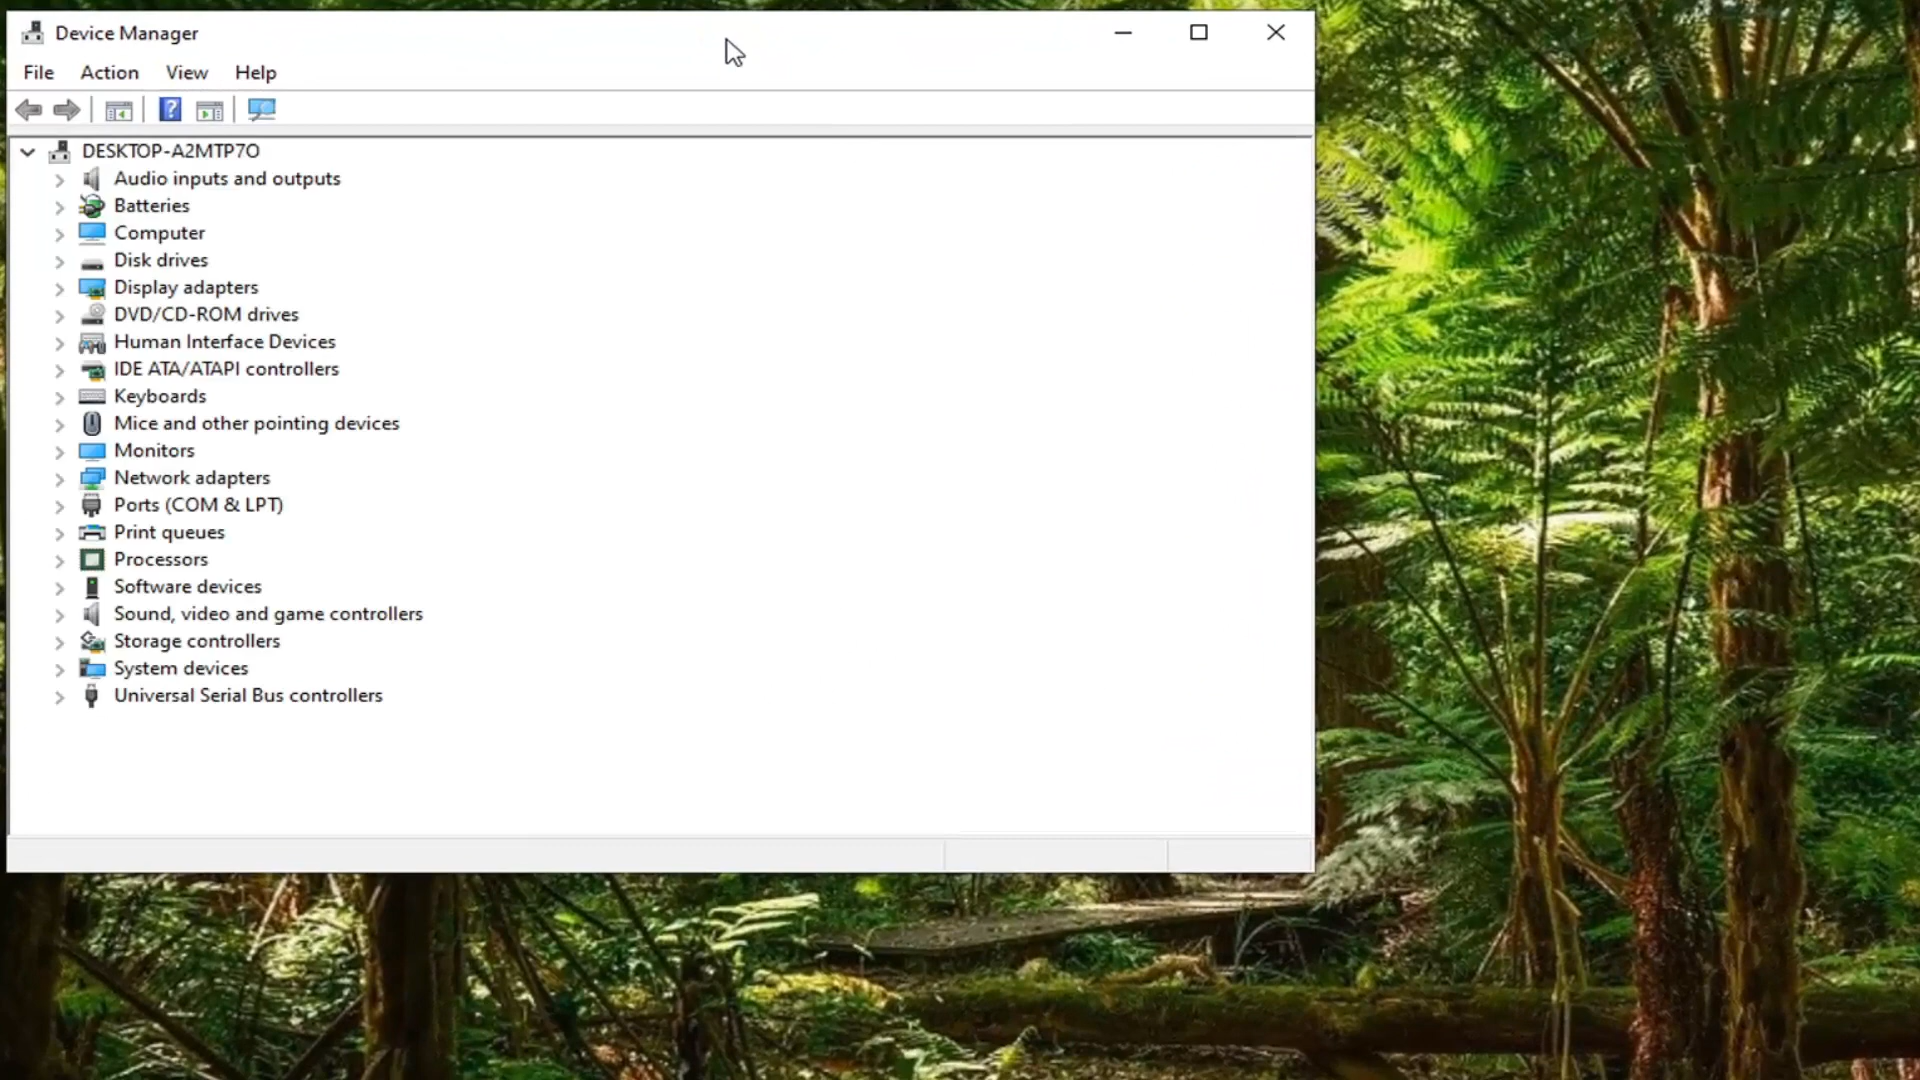 Device Manager
File Action View Help
?
DESKTOP-A2MTP7O
Audio inputs and outputs
Batteries
Computer
Disk drives
Display adapters
DVD/CD-ROM drives
Human Interface Devices
IDE ATA/ATAPI controllers
Keyboards
Mice and other pointing devices
Monitors
Network adapters
Ports (COM & LPT)
Print queues
Processors
Software devices
Sound, video and game controllers
Storage controllers
System devices
Universal Serial Bus controllers